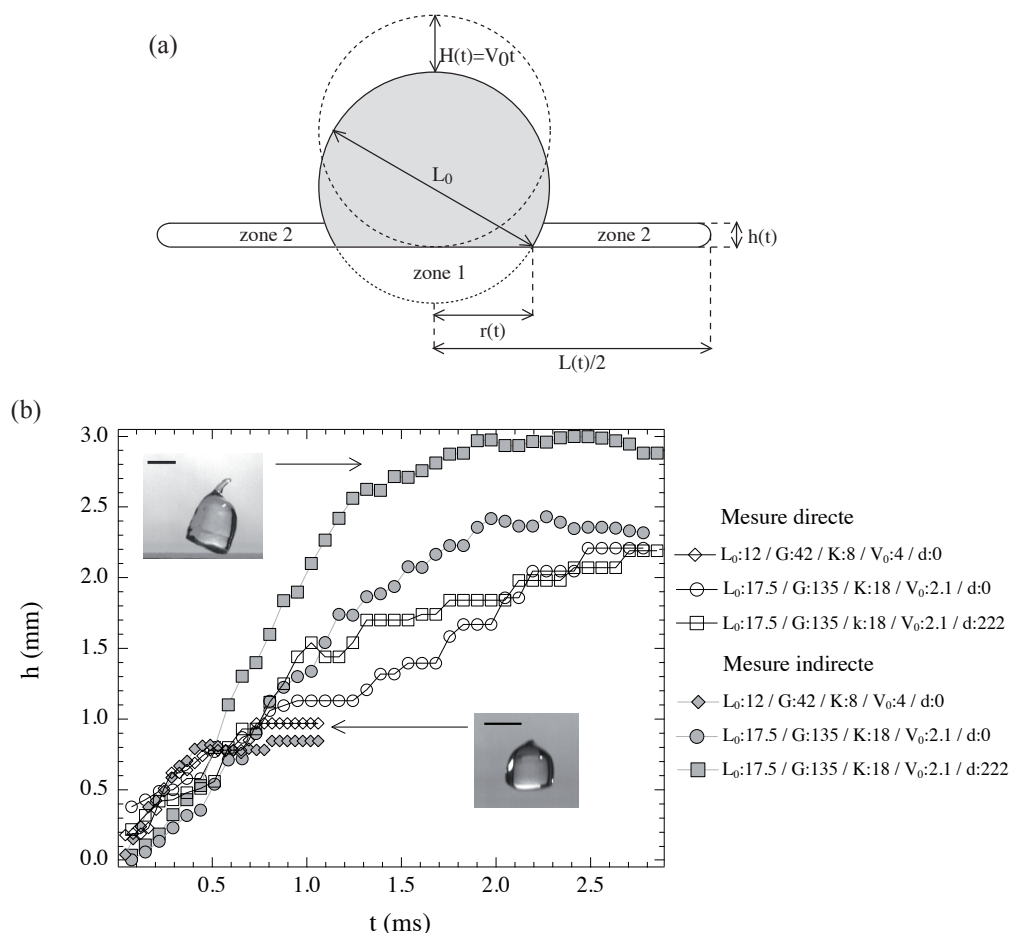 (a)
H(t)=V0t
L0
zone 2
zone 2
h(t)
zone 1
r(t)
L(t)/2
(b)
3.0
2.5
2.0
1.5
1.0
0.5
0.0
h (mm)
0.5 1.0 1.5 2.0 2.5
t (ms)
Mesure directe
L0:12 / G:42 / K:8 / V0:4 / d:0
L0:17.5 / G:135 / K:18 / V0:2.1 / d:0
L0:17.5 / G:135 / k:18 / V0:2.1 / d:222
Mesure indirecte
L0:12 / G:42 / K:8 / V0:4 / d:0
L0:17.5 / G:135 / K:18 / V0:2.1 / d:0
L0:17.5 / G:135 / K:18 / V0:2.1 / d:222